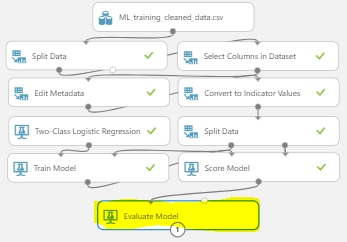 ML_training_cleaned_data.csv
Split Data
Select Columns in Dataset
Edit Metadata
Convert to Indicator Values
Two-Class Logistic Regression
Split Data
Train Model
Score Model
Evaluate Model
1